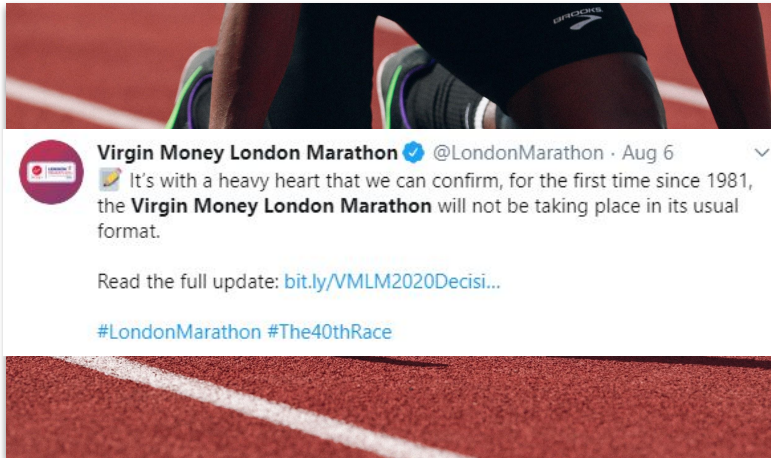 BROOKS
Virgin Money London Marathon @LondonMarathon · Aug 6
📝 It's with a heavy heart that we can confirm, for the first time since 1981,
the Virgin Money London Marathon will not be taking place in its usual
format.
Read the full update: bit.ly/VMLM2020Decisi...
#LondonMarathon #The40thRace